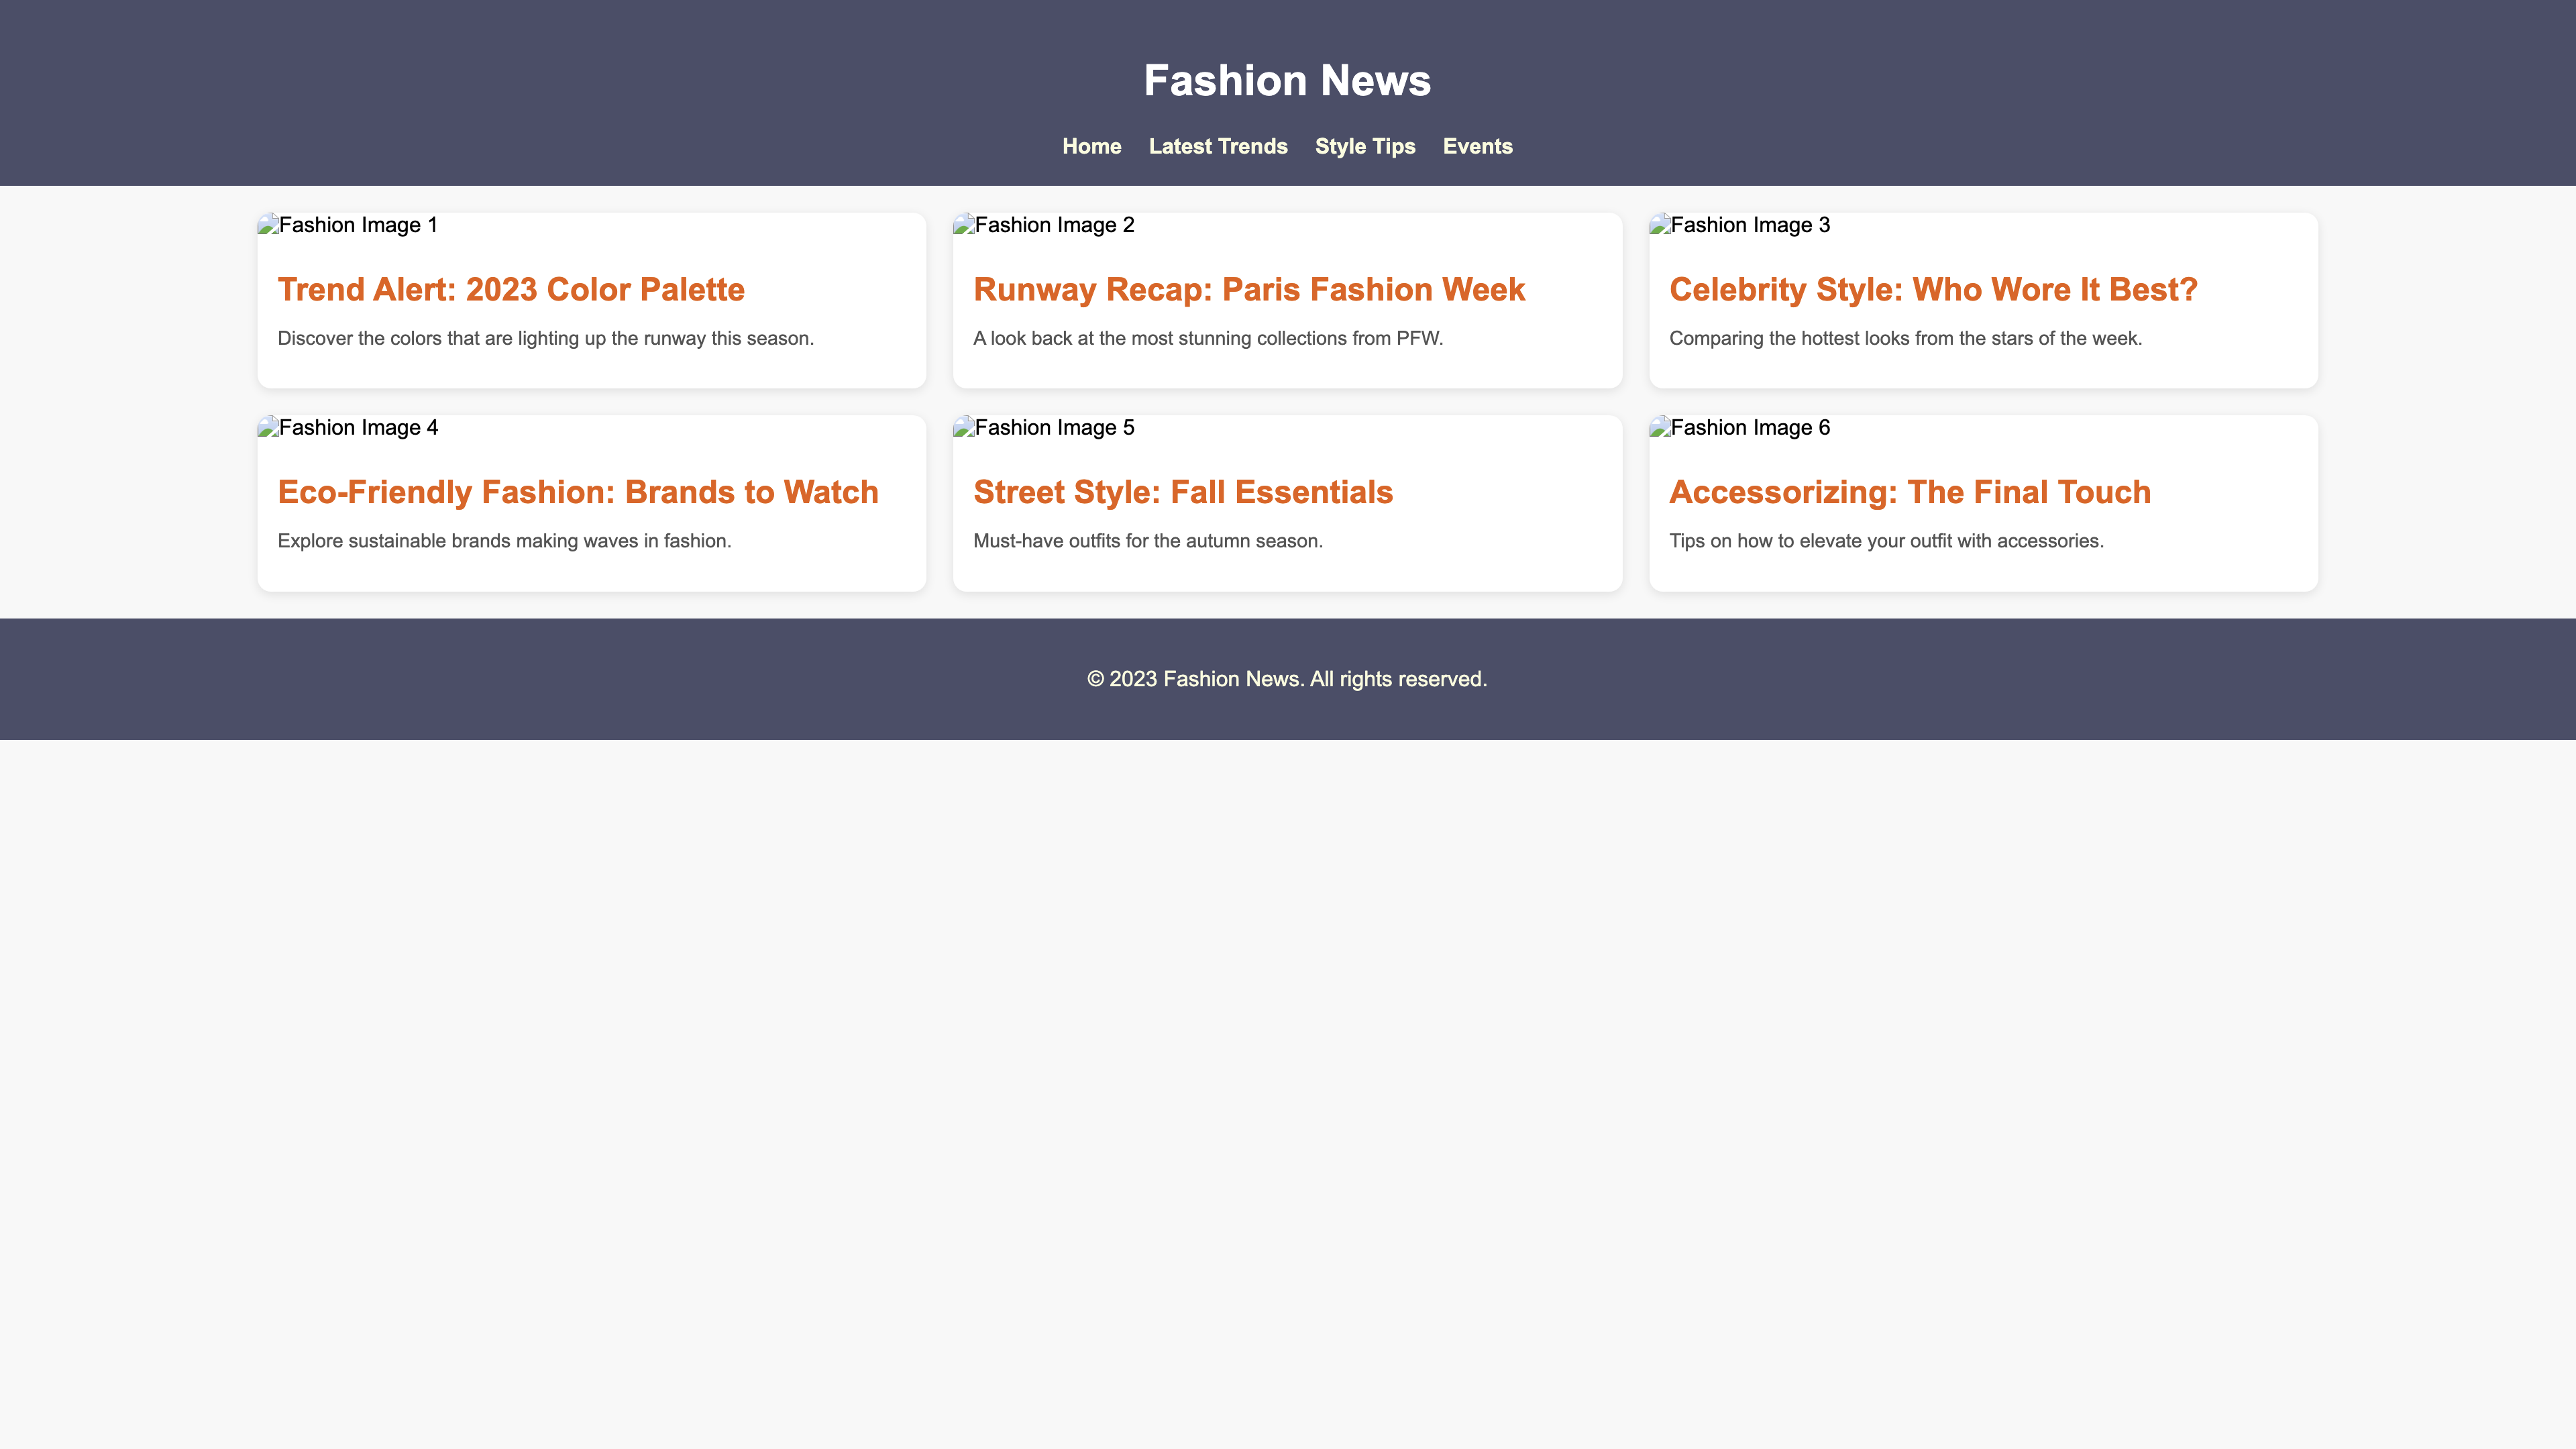 Fashion News
Home Latest Trends Style Tips Events
Fashion Image 1
Trend Alert: 2023 Color Palette
Discover the colors that are lighting up the runway this season.
Fashion Image 2
Runway Recap: Paris Fashion Week
A look back at the most stunning collections from PFW.
Fashion Image 3
Celebrity Style: Who Wore It Best?
Comparing the hottest looks from the stars of the week.
Fashion Image 4
Eco-Friendly Fashion: Brands to Watch
Explore sustainable brands making waves in fashion.
Fashion Image 5
Street Style: Fall Essentials
Must-have outfits for the autumn season.
Fashion Image 6
Accessorizing: The Final Touch
Tips on how to elevate your outfit with accessories.
© 2023 Fashion News. All rights reserved.